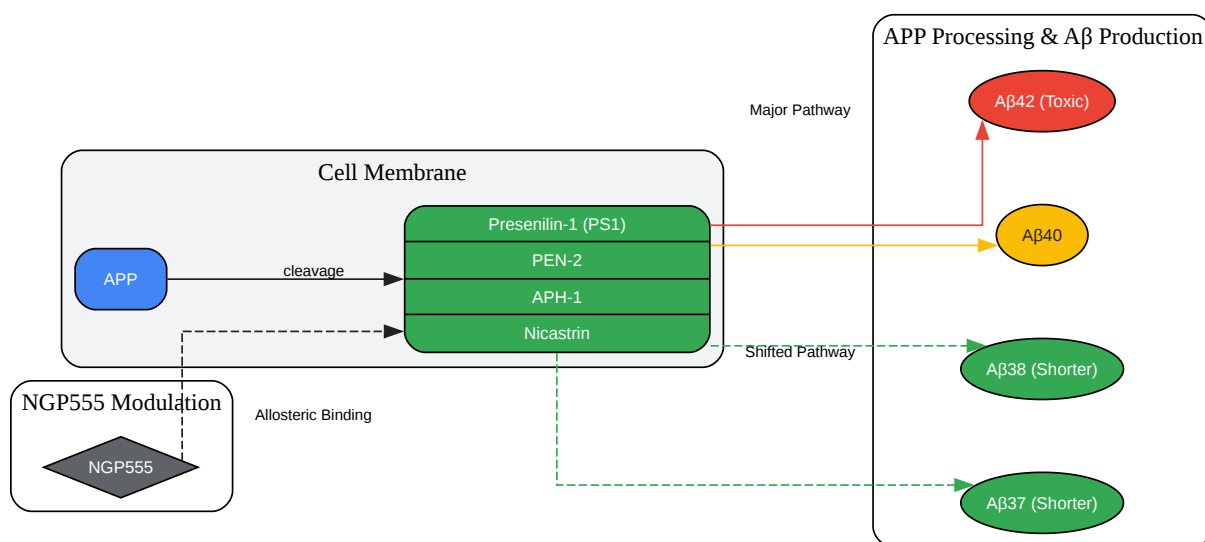 APP Processing & Aβ Production
Aβ42 (Toxic)
Major Pathway
Cell Membrane
Presenilin-1 (PS1)
Aβ40
PEN-2
cleavage
APP
APH-1
Nicastrin
Shifted Pathway
Aβ38 (Shorter)
NGP555 Modulation
Allosteric Binding
NGP555
Aβ37 (Shorter)